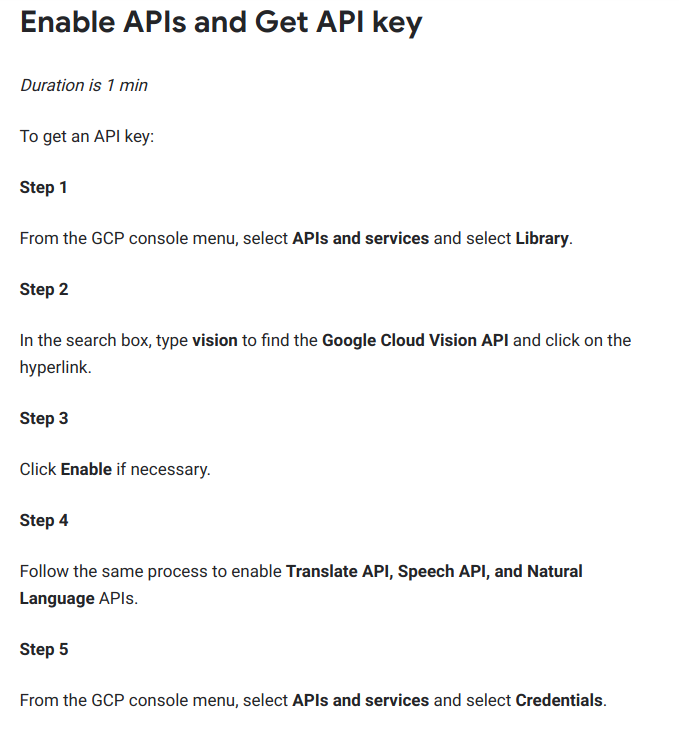 Enable APIs and Get API key
Duration is 1 min
To get an API key:
Step 1
From the GCP console menu, select APIs and services and select Library.
Step 2
In the search box, type vision to find the Google Cloud Vision API and click on the
hyperlink.
Step 3
Click Enable if necessary.
Step 4
Follow the same process to enable Translate API, Speech API, and Natural
Language APIs.
Step 5
From the GCP console menu, select APIs and services and select Credentials.